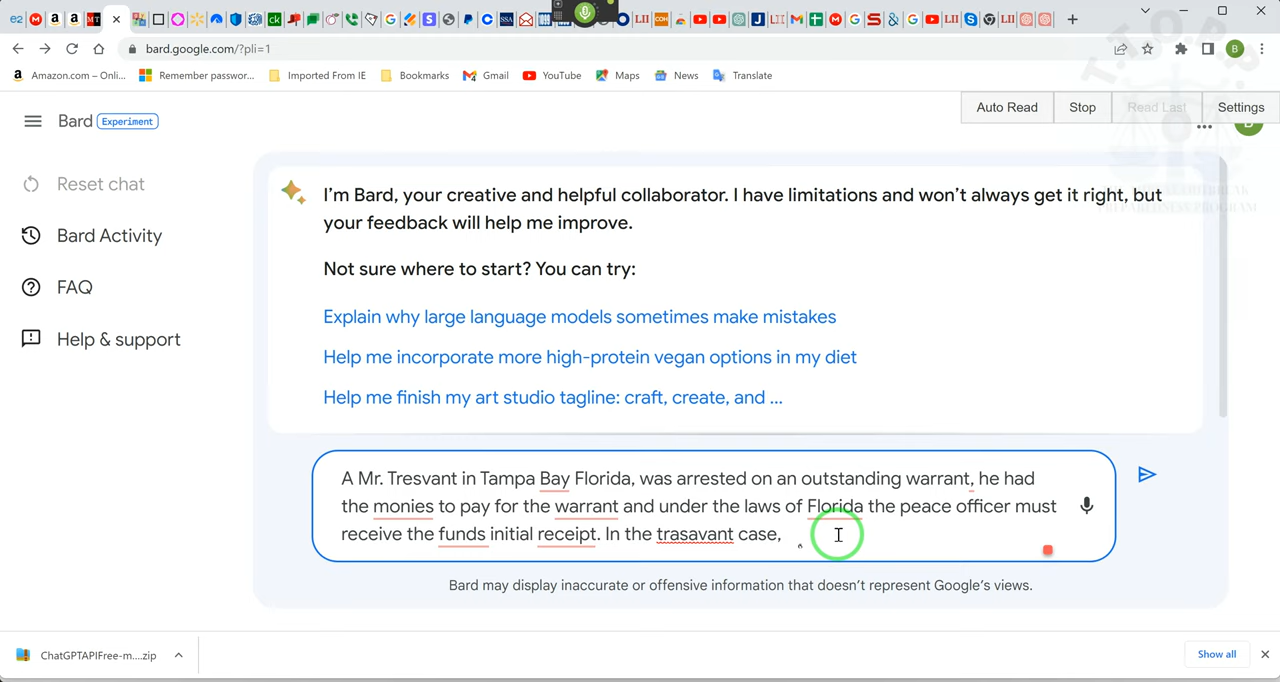 bard.google.com/?pli=1
B
Amazon.com – Onli...
Remember passwor...
Imported From IE
Bookmarks
Gmail
YouTube
Maps
News
Translate
Auto Read
Stop
Read Last
Settings
Bard
Experiment
Reset chat
Bard Activity
FAQ
Help & support
I'm Bard, your creative and helpful collaborator. I have limitations and won't always get it right, but
your feedback will help me improve.
Not sure where to start? You can try:
Explain why large language models sometimes make mistakes
Help me incorporate more high-protein vegan options in my diet
Help me finish my art studio tagline: craft, create, and ...
A Mr. Tresvant in Tampa Bay Florida, was arrested on an outstanding warrant, he had
the monies to pay for the warrant and under the laws of Florida the peace officer must
receive the funds initial receipt. In the trasavant case,
Bard may display inaccurate or offensive information that doesn't represent Google's views.
ChatGPTAPIFree-m....zip
Show all